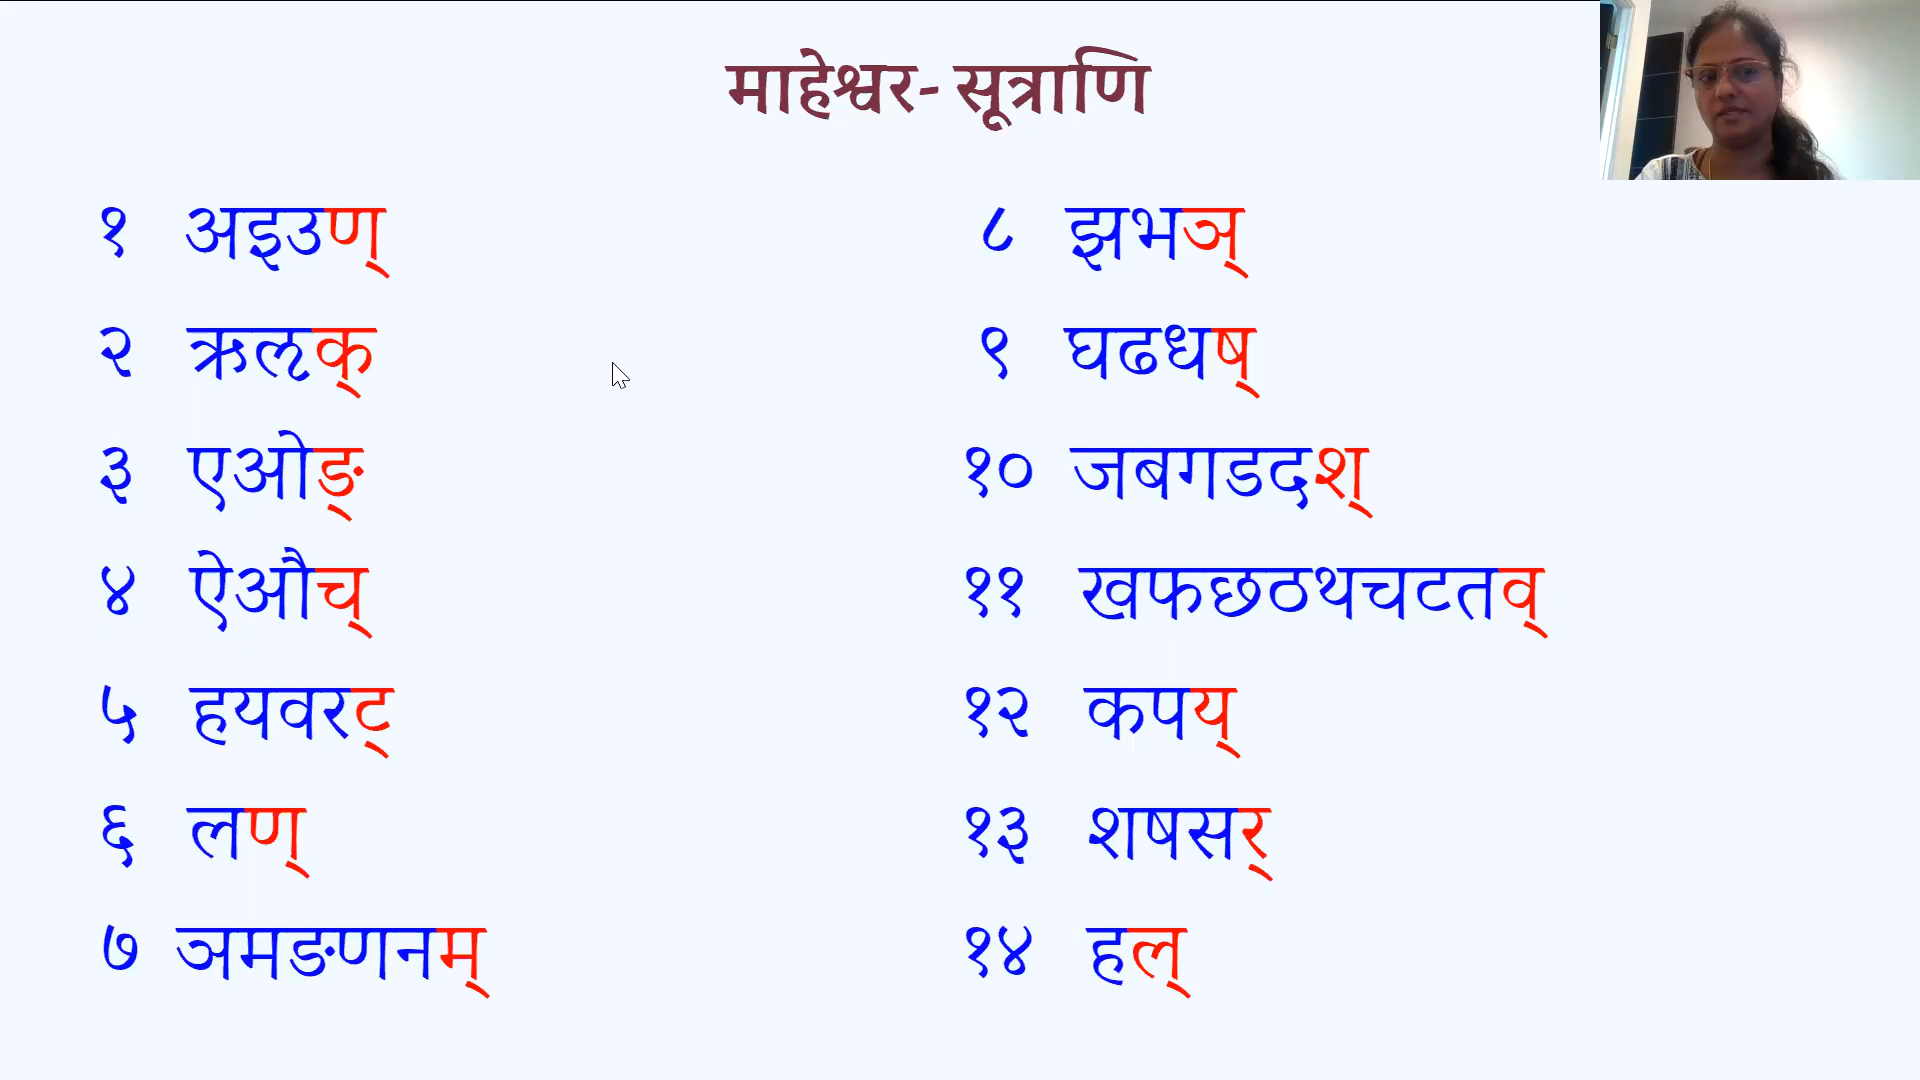 माहेश्वर- सूत्राणि
१ अइउण्
२ ऋऌक्
३ एओङ्
४ ऐऔच्
५ हयवरट्
६ लण्
७ ञमङणनम्
८ झभञ्
९ घढधष्
१० जबगडदश्
११ खफछठथचटतव्
१२ कपय्
१३ शषसर्
१४ हल्